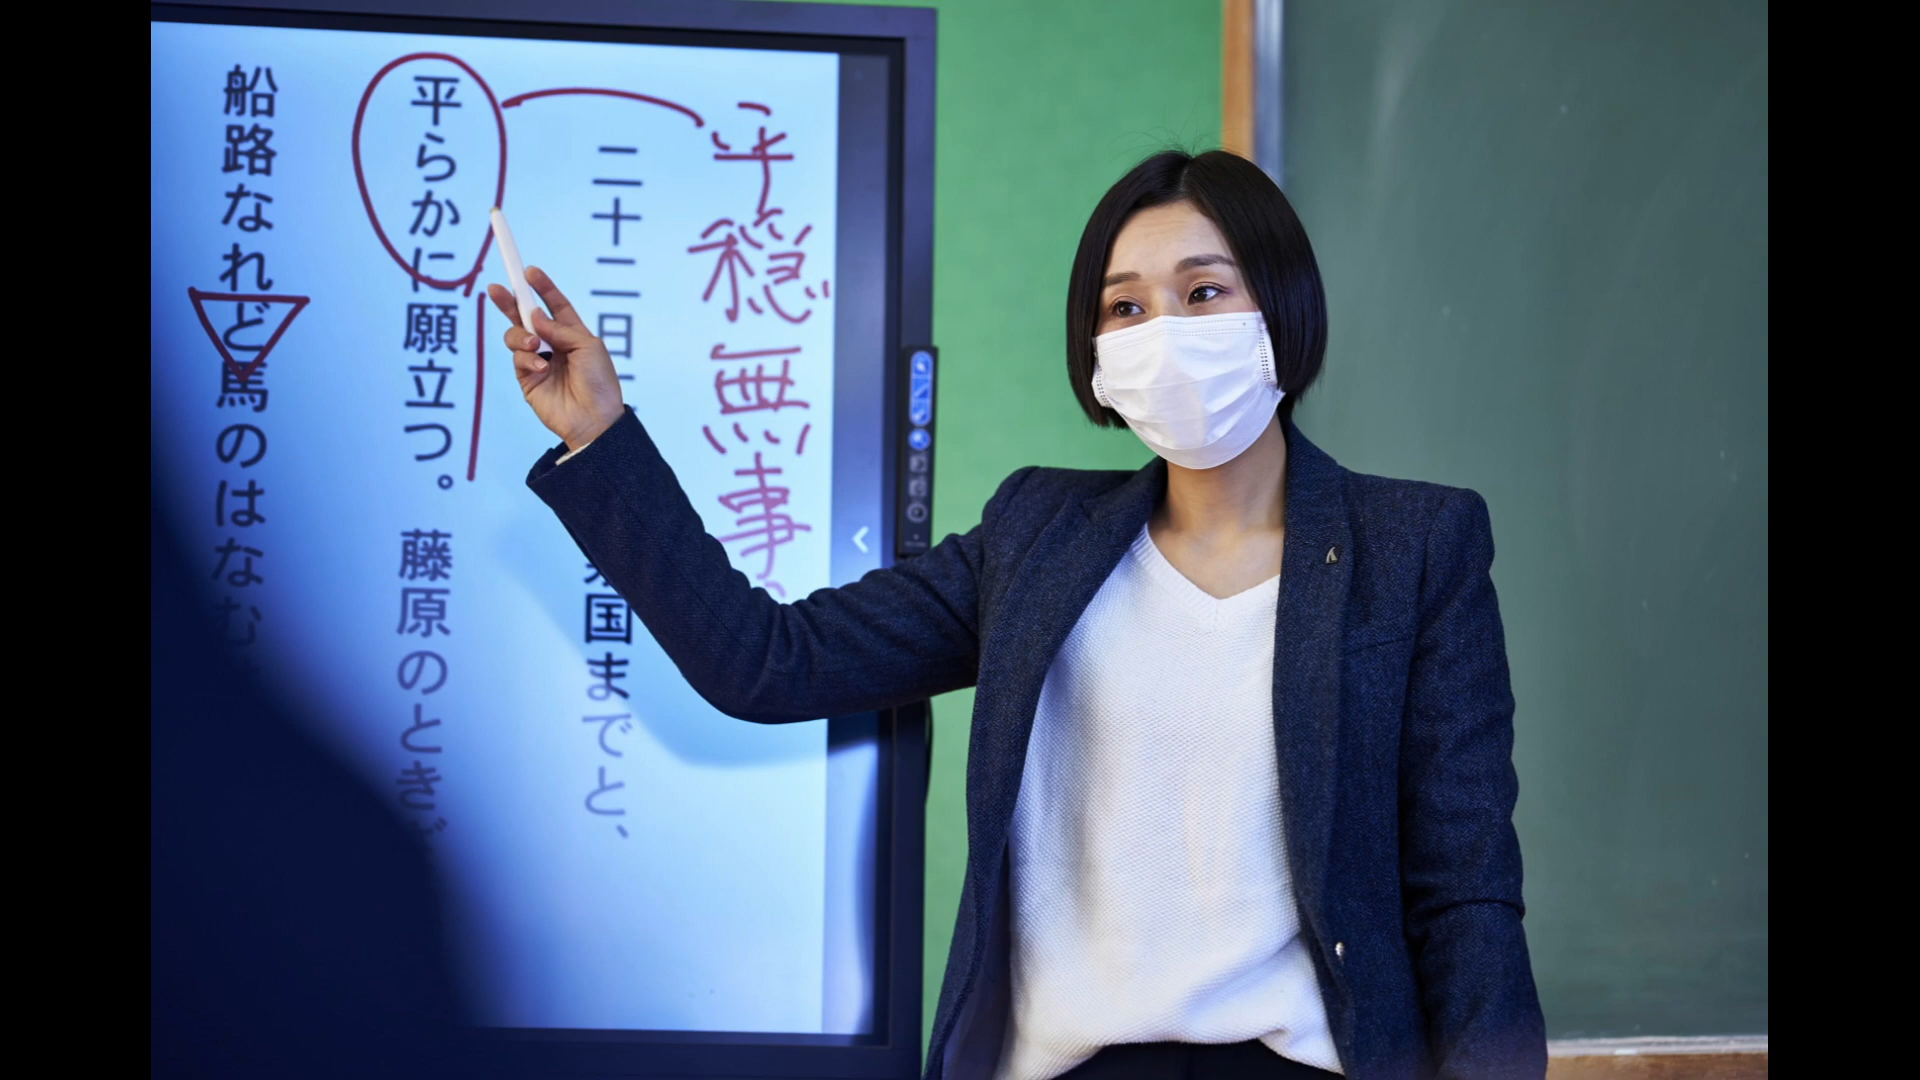 平穏無事
二十二日
国までと、
平らかに願立つ。藤原のときざ
船路なれど馬のはなむ